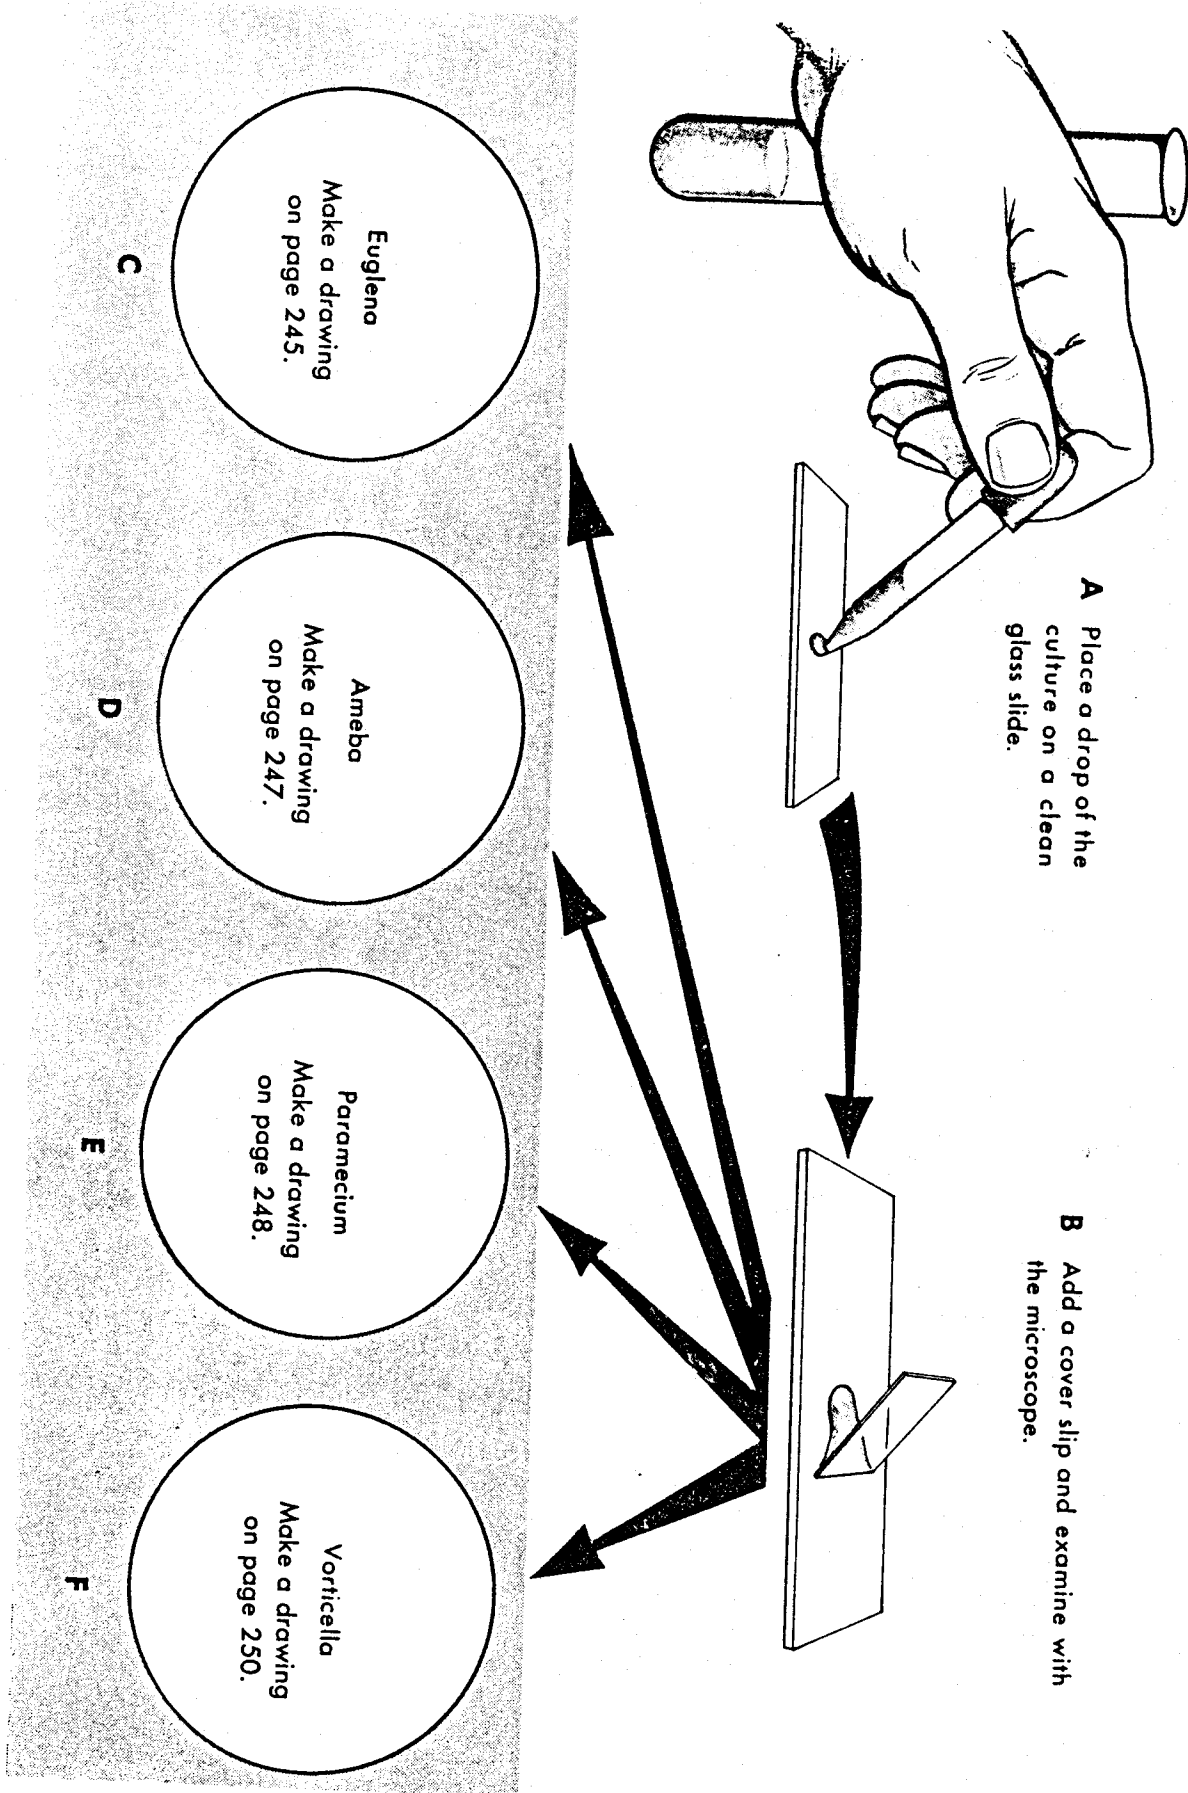 A Place a drop of the
culture on a clean
glass slide.
B Add a cover slip and examine with
the microscope.
Euglena
Make a drawing
on page 245.
C
Ameba
Make a drawing
on page 247.
D
Paramecium
Make a drawing
on page 248.
E
Vorticella
Make a drawing
on page 250.
F